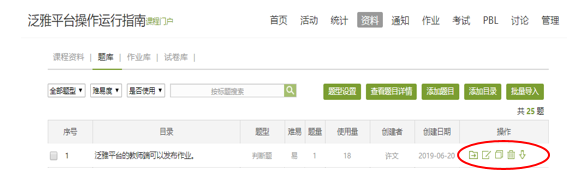 泛雅平台操作运行指南课程门户 首页 活动 统计 资料 通知 作业 考试 PBL 讨论 管理
课程资料 | 题库 | 作业库 | 试卷库 |
全部题型 难易度 是否使用 按标题搜索 题型设置 查看题目详情 添加题目 添加目录 批量导入
共 25 题
序号 目录 题型 难易 题量 使用量 创建者 创建日期 操作
1 泛雅平台的教师端可以发布作业。 判断题 易 1 18 许文 2019-06-20